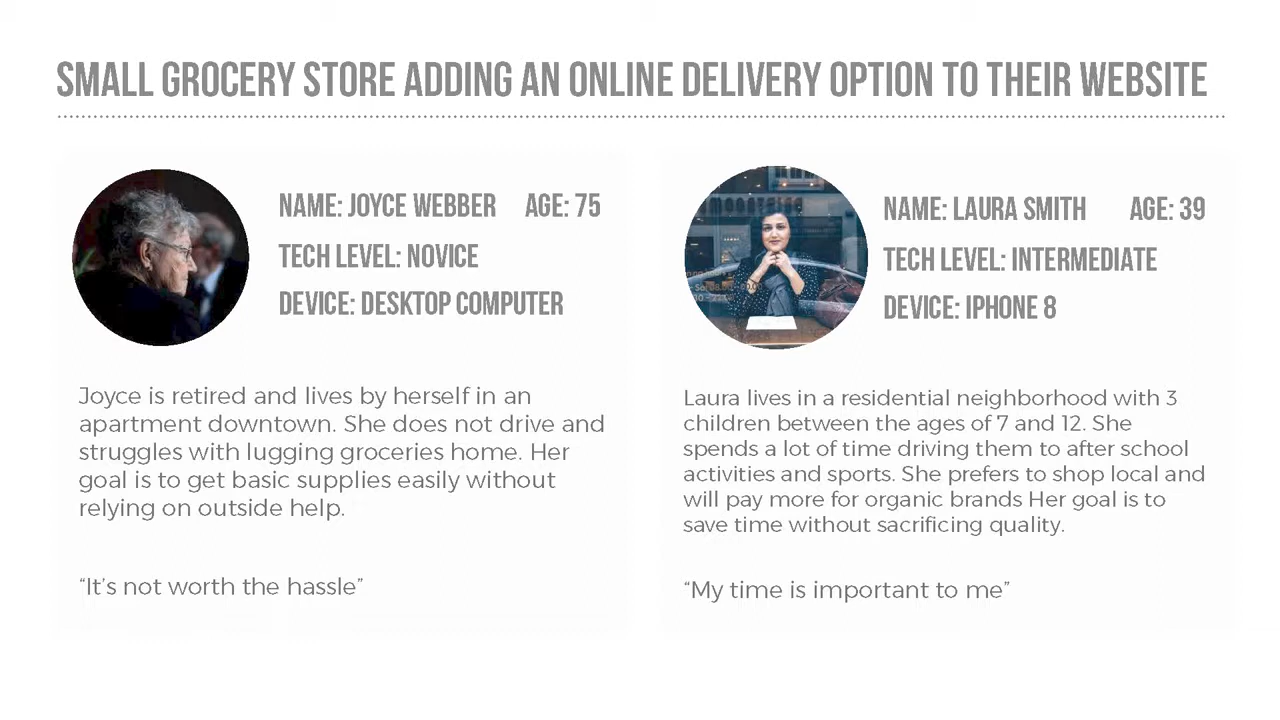 SMALL GROCERY STORE ADDING AN ONLINE DELIVERY OPTION TO THEIR WEBSITE
NAME: JOYCE WEBBER AGE: 75
TECH LEVEL: NOVICE
DEVICE: DESKTOP COMPUTER
Joyce is retired and lives by herself in an
apartment downtown. She does not drive and
struggles with lugging groceries home. Her
goal is to get basic supplies easily without
relying on outside help.
“It’s not worth the hassle”
NAME: LAURA SMITH AGE: 39
TECH LEVEL: INTERMEDIATE
DEVICE: IPHONE 8
Laura lives in a residential neighborhood with 3
children between the ages of 7 and 12. She
spends a lot of time driving them to after school
activities and sports. She prefers to shop local and
will pay more for organic brands Her goal is to
save time without sacrificing quality.
“My time is important to me”